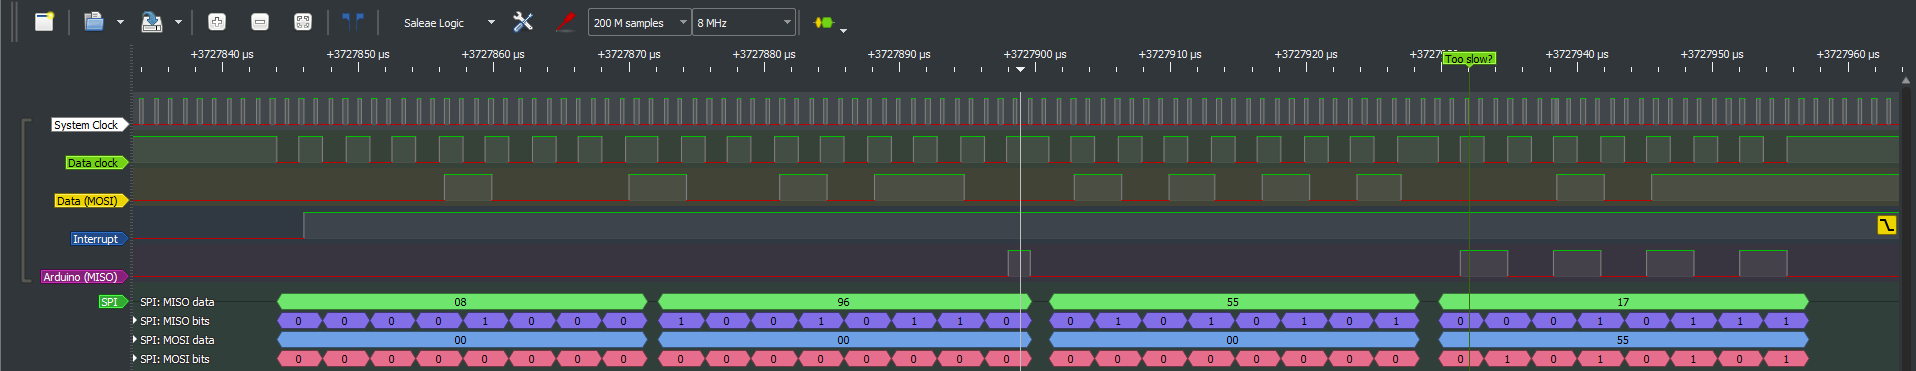 Saleae Logic 200 M samples 8 MHz
+3727840 µs +3727850 µs +3727860 µs +3727870 µs +3727880 µs +3727890 µs +3727900 µs +3727910 µs +3727920 µs +3727940 µs +3727950 µs +3727960 µs
Too slow?
System Clock
Data clock
Data (MOSI)
Interrupt
Arduino (MISO)
SPI SPI: MISO data 08 96 55 17
SPI: MISO bits 0 0 0 0 1 0 0 0 1 0 0 1 0 1 1 0 0 1 0 1 0 1 0 1 0 0 0 1 0 1 1 1
SPI: MOSI data 00 00 00 55
SPI: MOSI bits 0 0 0 0 0 0 0 0 0 0 0 0 0 0 0 0 0 0 0 0 0 0 0 0 0 1 0 1 0 1 0 1